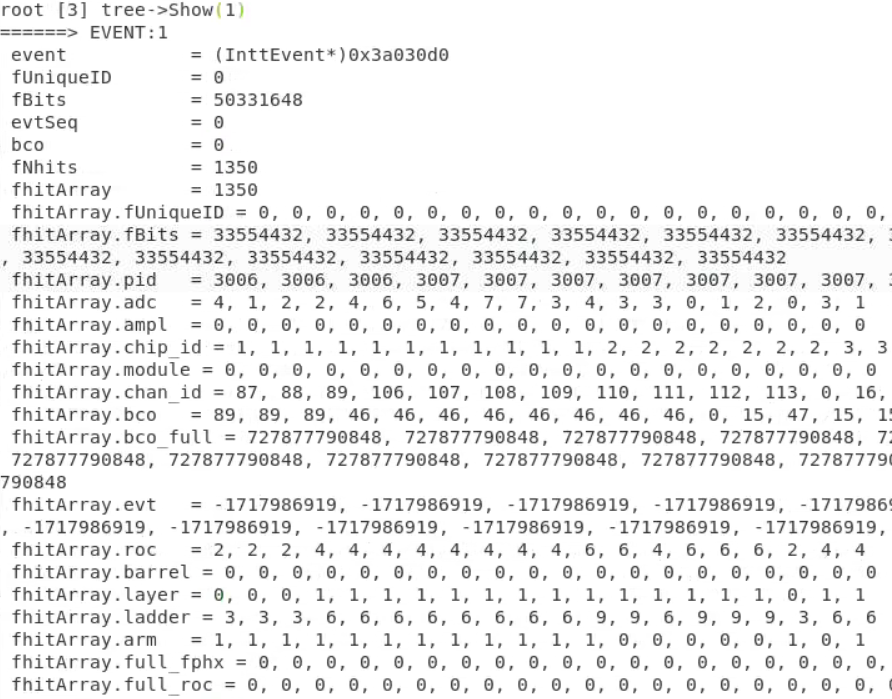 root [3] tree->Show(1)
======> EVENT:1
 event           = (InttEvent*)0x3a030d0
 fUniqueID       = 0
 fBits           = 50331648
 evtSeq          = 0
 bco             = 0
 fNhits          = 1350
 fhitArray       = 1350
 fhitArray.fUniqueID = 0, 0, 0, 0, 0, 0, 0, 0, 0, 0, 0, 0, 0, 0, 0, 0, 0, 0, 0,
 fhitArray.fBits = 33554432, 33554432, 33554432, 33554432, 33554432, 33554432, 3
, 33554432, 33554432, 33554432, 33554432, 33554432, 33554432, 33554432
 fhitArray.pid   = 3006, 3006, 3006, 3007, 3007, 3007, 3007, 3007, 3007, 3007, 3
 fhitArray.adc   = 4, 1, 2, 2, 4, 6, 5, 4, 7, 7, 3, 4, 3, 3, 0, 1, 2, 0, 3, 1
 fhitArray.ampl  = 0, 0, 0, 0, 0, 0, 0, 0, 0, 0, 0, 0, 0, 0, 0, 0, 0, 0, 0, 0
 fhitArray.chip_id = 1, 1, 1, 1, 1, 1, 1, 1, 1, 1, 1, 2, 2, 2, 2, 2, 2, 2, 3, 3
 fhitArray.module = 0, 0, 0, 0, 0, 0, 0, 0, 0, 0, 0, 0, 0, 0, 0, 0, 0, 0, 0, 0
 fhitArray.chan_id = 87, 88, 89, 106, 107, 108, 109, 110, 111, 112, 113, 0, 16,
 fhitArray.bco   = 89, 89, 89, 46, 46, 46, 46, 46, 46, 46, 46, 0, 15, 47, 15, 15
 fhitArray.bco_full = 727877790848, 727877790848, 727877790848, 727877790848, 72
 727877790848, 727877790848, 727877790848, 727877790848, 727877790848, 727877790
790848
 fhitArray.evt   = -1717986919, -1717986919, -1717986919, -1717986919, -1717986
, -1717986919, -1717986919, -1717986919, -1717986919, -1717986919, -1717986919,
 fhitArray.roc   = 2, 2, 2, 4, 4, 4, 4, 4, 4, 4, 4, 6, 6, 4, 6, 6, 6, 2, 4, 4
 fhitArray.barrel = 0, 0, 0, 0, 0, 0, 0, 0, 0, 0, 0, 0, 0, 0, 0, 0, 0, 0, 0, 0
 fhitArray.layer = 0, 0, 0, 1, 1, 1, 1, 1, 1, 1, 1, 1, 1, 1, 1, 1, 1, 0, 1, 1
 fhitArray.ladder = 3, 3, 3, 6, 6, 6, 6, 6, 6, 6, 6, 9, 9, 6, 9, 9, 9, 3, 6, 6
 fhitArray.arm   = 1, 1, 1, 1, 1, 1, 1, 1, 1, 1, 1, 1, 0, 0, 0, 0, 0, 1, 0, 1
 fhitArray.full_fphx = 0, 0, 0, 0, 0, 0, 0, 0, 0, 0, 0, 0, 0, 0, 0, 0, 0, 0, 0,
 fhitArray.full_roc = 0, 0, 0, 0, 0, 0, 0, 0, 0, 0, 0, 0, 0, 0, 0, 0, 0, 0, 0,